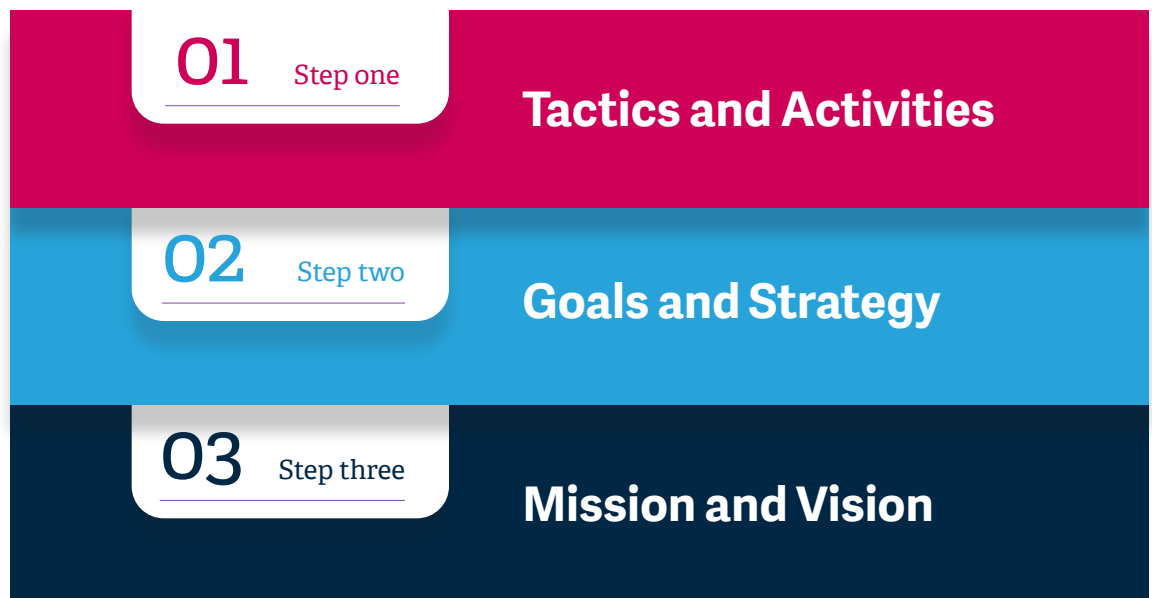 01 Step one
Tactics and Activities
02 Step two
Goals and Strategy
03 Step three
Mission and Vision